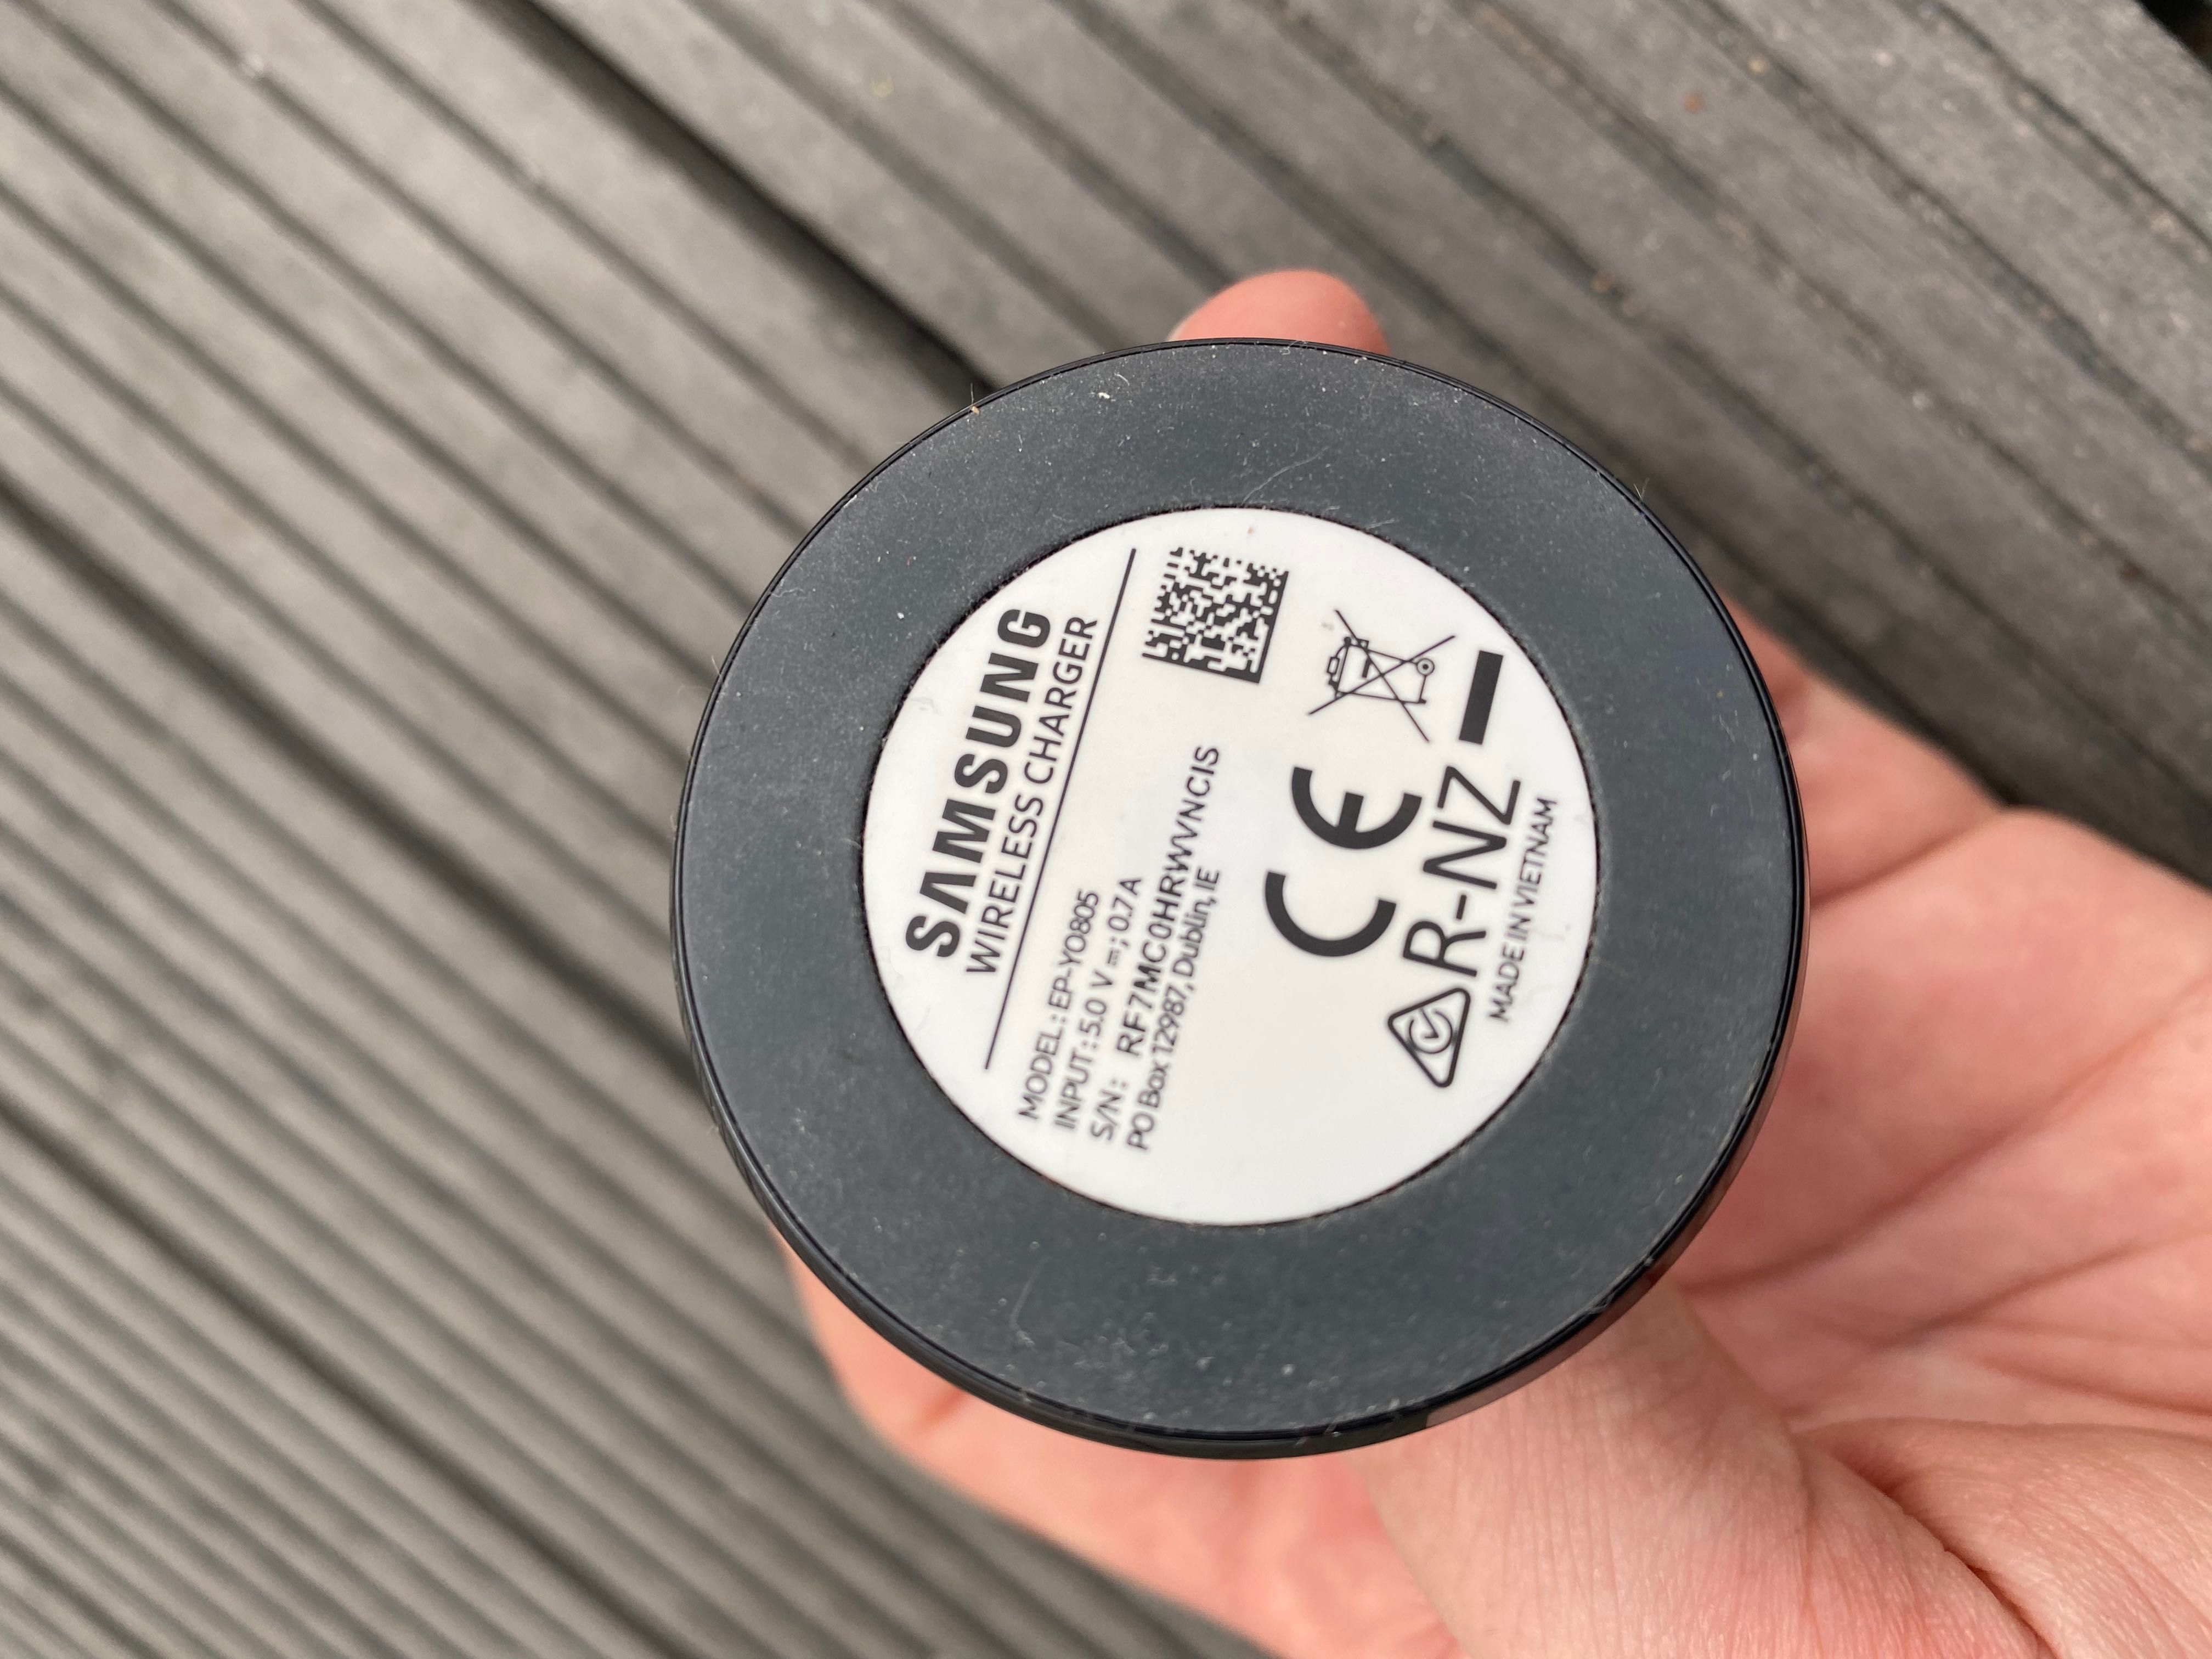 SAMSUNG
WIRELESS CHARGER
MODEL : EP-YO805
INPUT : 5.0 V ⎓ ; 0.7 A
S/N : RF7MC0HRWVNCIS
PO Box 12987, Dublin, IE
CE
R-NZ
MADE IN VIETNAM